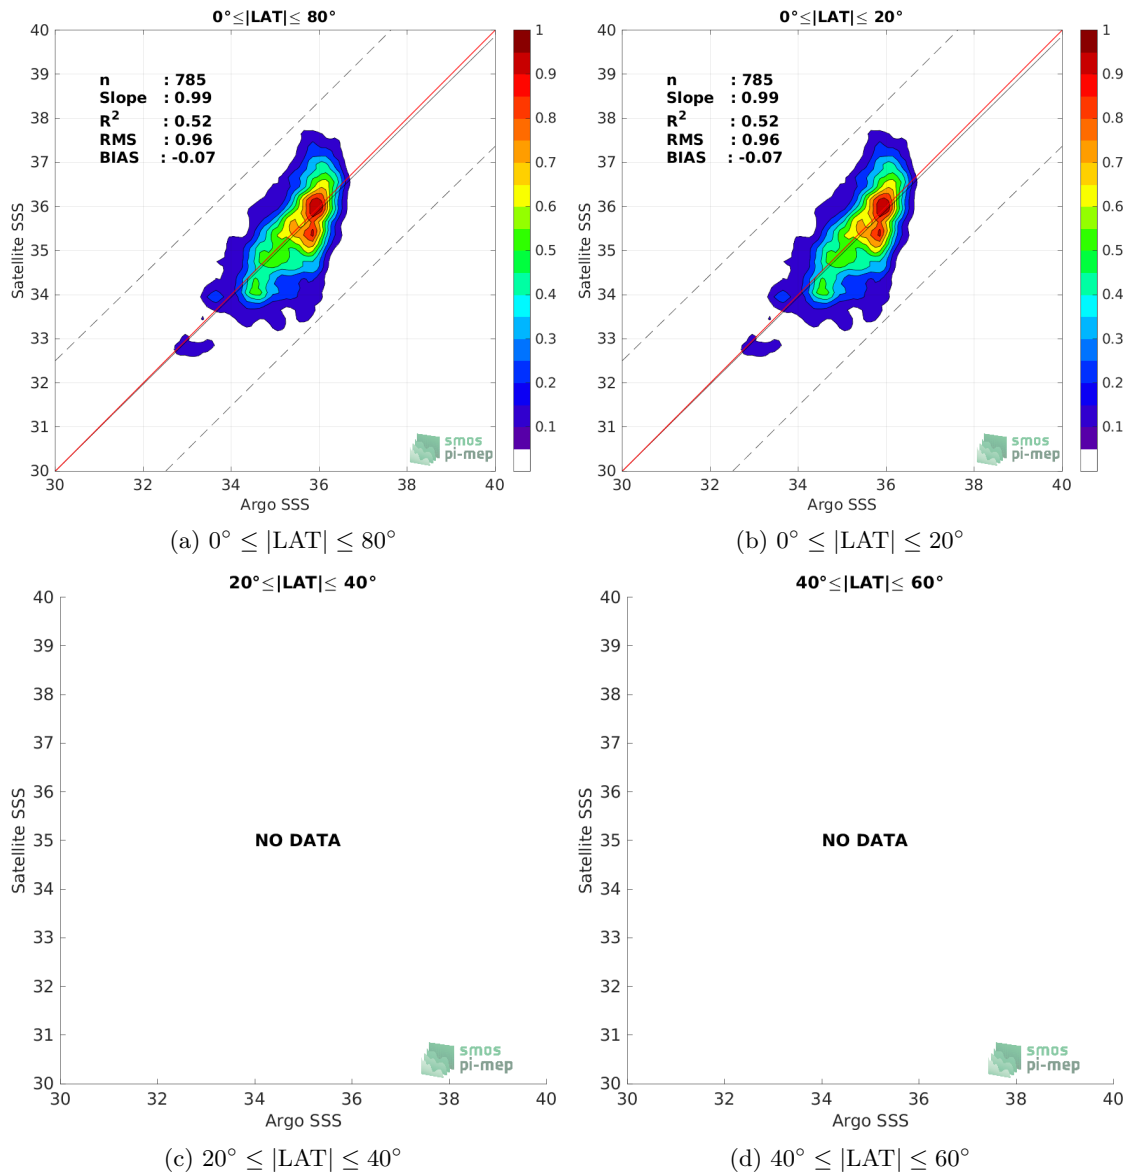 0°≤|LAT|≤ 80°
40
39
38
37
36
35
34
33
32
31
30
Satellite SSS
n : 785
Slope : 0.99
R² : 0.52
RMS : 0.96
BIAS : -0.07
smos
pi-mep
30 32 34 36 38 40
Argo SSS
1
0.9
0.8
0.7
0.6
0.5
0.4
0.3
0.2
0.1
(a) 0° ≤ |LAT| ≤ 80°
0°≤|LAT|≤ 20°
40
39
38
37
36
35
34
33
32
31
30
Satellite SSS
n : 785
Slope : 0.99
R² : 0.52
RMS : 0.96
BIAS : -0.07
smos
pi-mep
30 32 34 36 38 40
Argo SSS
1
0.9
0.8
0.7
0.6
0.5
0.4
0.3
0.2
0.1
(b) 0° ≤ |LAT| ≤ 20°
20°≤|LAT|≤ 40°
40
39
38
37
36
35
34
33
32
31
30
Satellite SSS
NO DATA
smos
pi-mep
30 32 34 36 38 40
Argo SSS
(c) 20° ≤ |LAT| ≤ 40°
40°≤|LAT|≤ 60°
40
39
38
37
36
35
34
33
32
31
30
Satellite SSS
NO DATA
smos
pi-mep
30 32 34 36 38 40
Argo SSS
(d) 40° ≤ |LAT| ≤ 60°